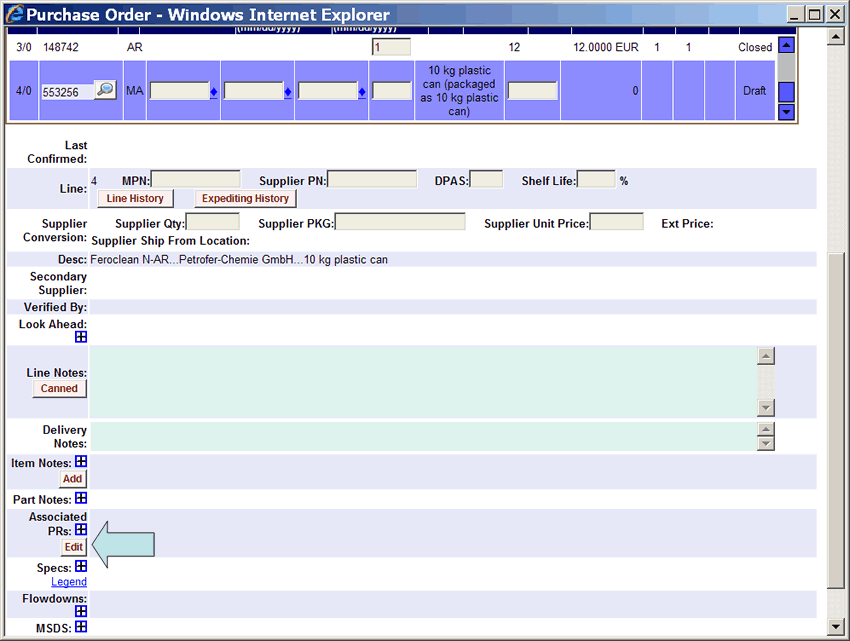 Purchase Order - Windows Internet Explorer
(mm/dd/yyyy) (mm/dd/yyyy)
3/0 148742 AR 1 12 12.0000 EUR 1 1 Closed
10 kg plastic
can (packaged
4/0 553256 MA 0 Draft
as 10 kg plastic
can)
Last
Confirmed:
Line: 4 MPN: Supplier PN: DPAS: Shelf Life: %
Line History Expediting History
Supplier
Conversion:
Supplier Qty: Supplier PKG: Supplier Unit Price: Ext Price:
Supplier Ship From Location:
Desc: Feroclean N-AR...Petrofer-Chemie GmbH...10 kg plastic can
Secondary
Supplier:
Verified By:
Look Ahead:
Line Notes:
Canned
Delivery
Notes:
Item Notes:
Add
Part Notes:
Associated
PRs:
Edit
Specs:
Legend
Flowdowns:
MSDS: